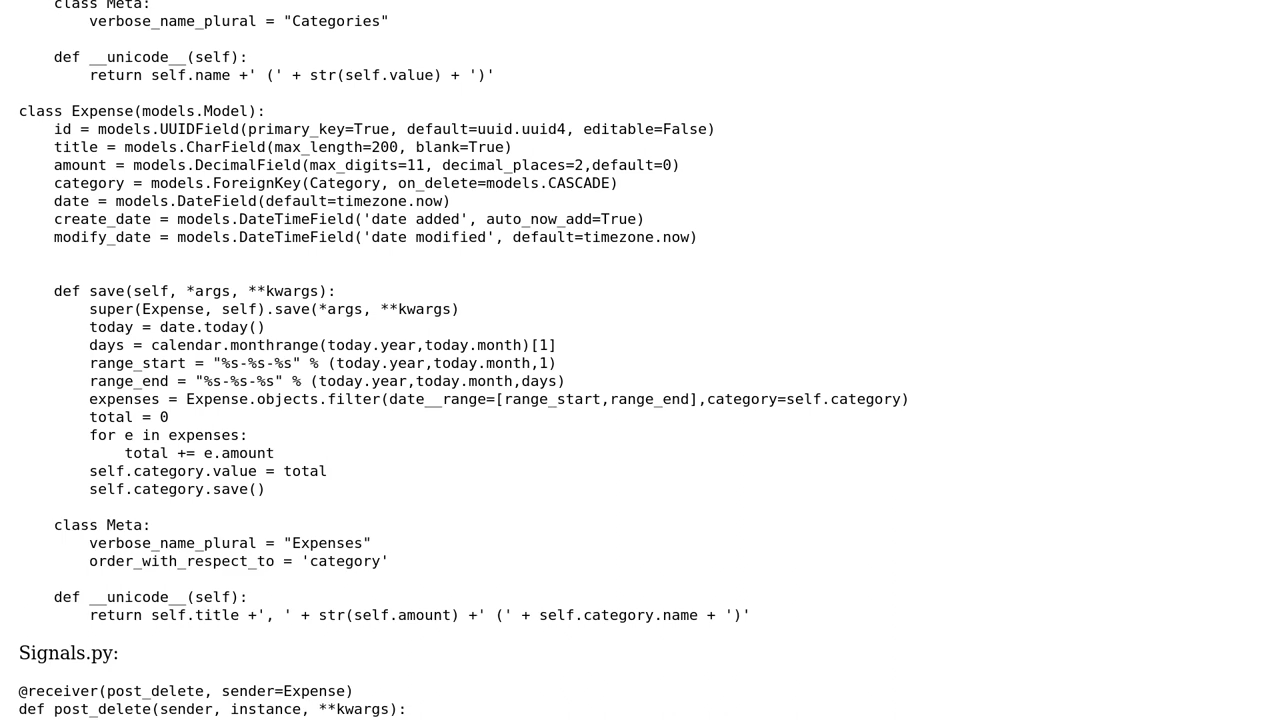 class Meta:
        verbose_name_plural = "Categories"

    def __unicode__(self):
        return self.name +' (' + str(self.value) + ')'

class Expense(models.Model):
    id = models.UUIDField(primary_key=True, default=uuid.uuid4, editable=False)
    title = models.CharField(max_length=200, blank=True)
    amount = models.DecimalField(max_digits=11, decimal_places=2,default=0)
    category = models.ForeignKey(Category, on_delete=models.CASCADE)
    date = models.DateField(default=timezone.now)
    create_date = models.DateTimeField('date added', auto_now_add=True)
    modify_date = models.DateTimeField('date modified', default=timezone.now)


    def save(self, *args, **kwargs):
        super(Expense, self).save(*args, **kwargs)
        today = date.today()
        days = calendar.monthrange(today.year,today.month)[1]
        range_start = "%s-%s-%s" % (today.year,today.month,1)
        range_end = "%s-%s-%s" % (today.year,today.month,days)
        expenses = Expense.objects.filter(date__range=[range_start,range_end],category=self.category)
        total = 0
        for e in expenses:
            total += e.amount
        self.category.value = total
        self.category.save()

    class Meta:
        verbose_name_plural = "Expenses"
        order_with_respect_to = 'category'

    def __unicode__(self):
        return self.title +', ' + str(self.amount) +' (' + self.category.name + ')'

Signals.py:

@receiver(post_delete, sender=Expense)
def post_delete(sender, instance, **kwargs):